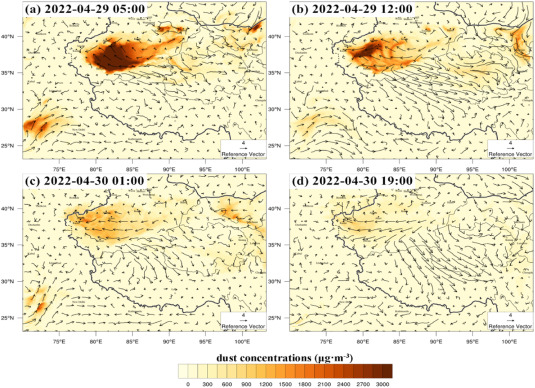 (a) 2022-04-29 05:00
(b) 2022-04-29 12:00
40°N
35°N
30°N
25°N
75°E 80°E 85°E 90°E 95°E 100°E
4
Reference Vector
40°N
35°N
30°N
25°N
75°E 80°E 85°E 90°E 95°E 100°E
4
Reference Vector
(c) 2022-04-30 01:00
(d) 2022-04-30 19:00
40°N
35°N
30°N
25°N
75°E 80°E 85°E 90°E 95°E 100°E
4
Reference Vector
40°N
35°N
30°N
25°N
75°E 80°E 85°E 90°E 95°E 100°E
4
Reference Vector
dust concentrations (μg·m⁻³)
0 300 600 900 1200 1500 1800 2100 2400 2700 3000